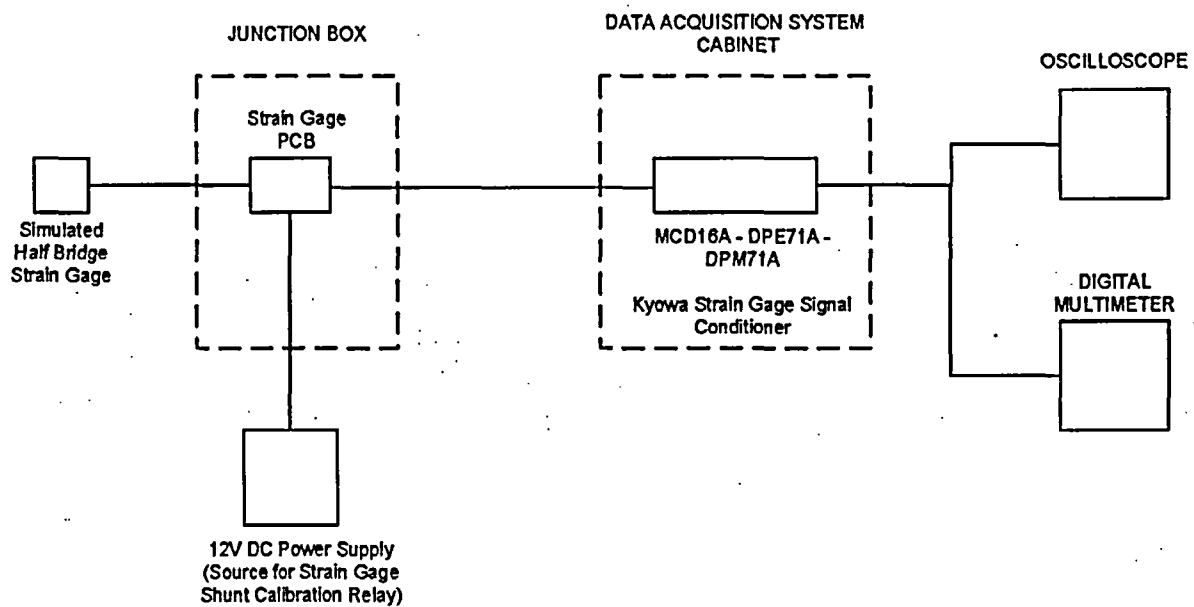 JUNCTION BOX
DATA ACQUISITION SYSTEM
CABINET
OSCILLOSCOPE
Strain Gage
PCB
Simulated
Half Bridge
Strain Gage
MCD16A - DPE71A -
DPM71A
Kyowa Strain Gage Signal
Conditioner
DIGITAL
MULTIMETER
12V DC Power Supply
(Source for Strain Gage
Shunt Calibration Relay)